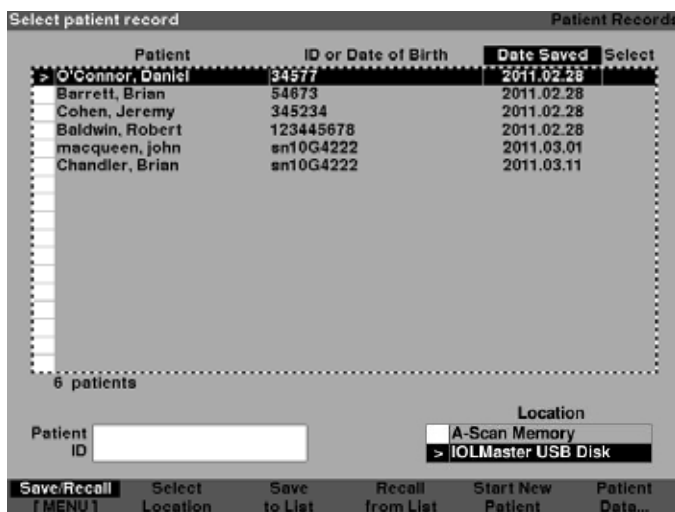 Select patient record Patient Records
Patient ID or Date of Birth Date Saved Select
> O'Connor, Daniel 34577 2011.02.28
Barrett, Brian 54673 2011.02.28
Cohen, Jeremy 345234 2011.02.28
Baldwin, Robert 123445678 2011.02.28
macqueen, john sn10G4222 2011.03.01
Chandler, Brian sn10G4222 2011.03.11
6 patients
Location
Patient ID
A-Scan Memory
> IOLMaster USB Disk
Save/Recall Select Save Recall Start New Patient
[MENU] Location to List from List Patient Data...